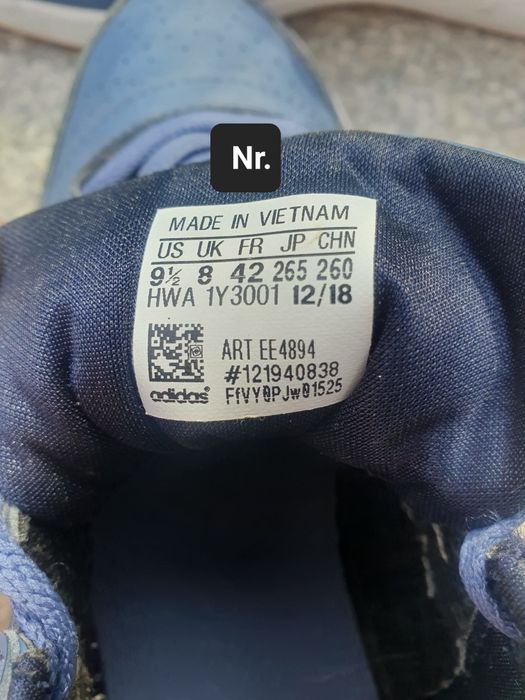 Nr.
MADE IN VIETNAM
US UK FR JP CHN
9½ 8 42 265 260
HWA 1Y3001 12/18
ART EE4894
#121940838
adidas FfVY0PJw01525